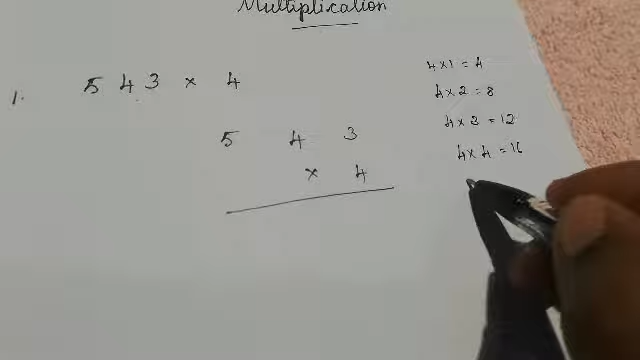 Multiplication
1. 5 4 3 × 4
5 4 3
× 4
4 × 1 = 4
4 × 2 = 8
4 × 3 = 12
4 × 4 = 16